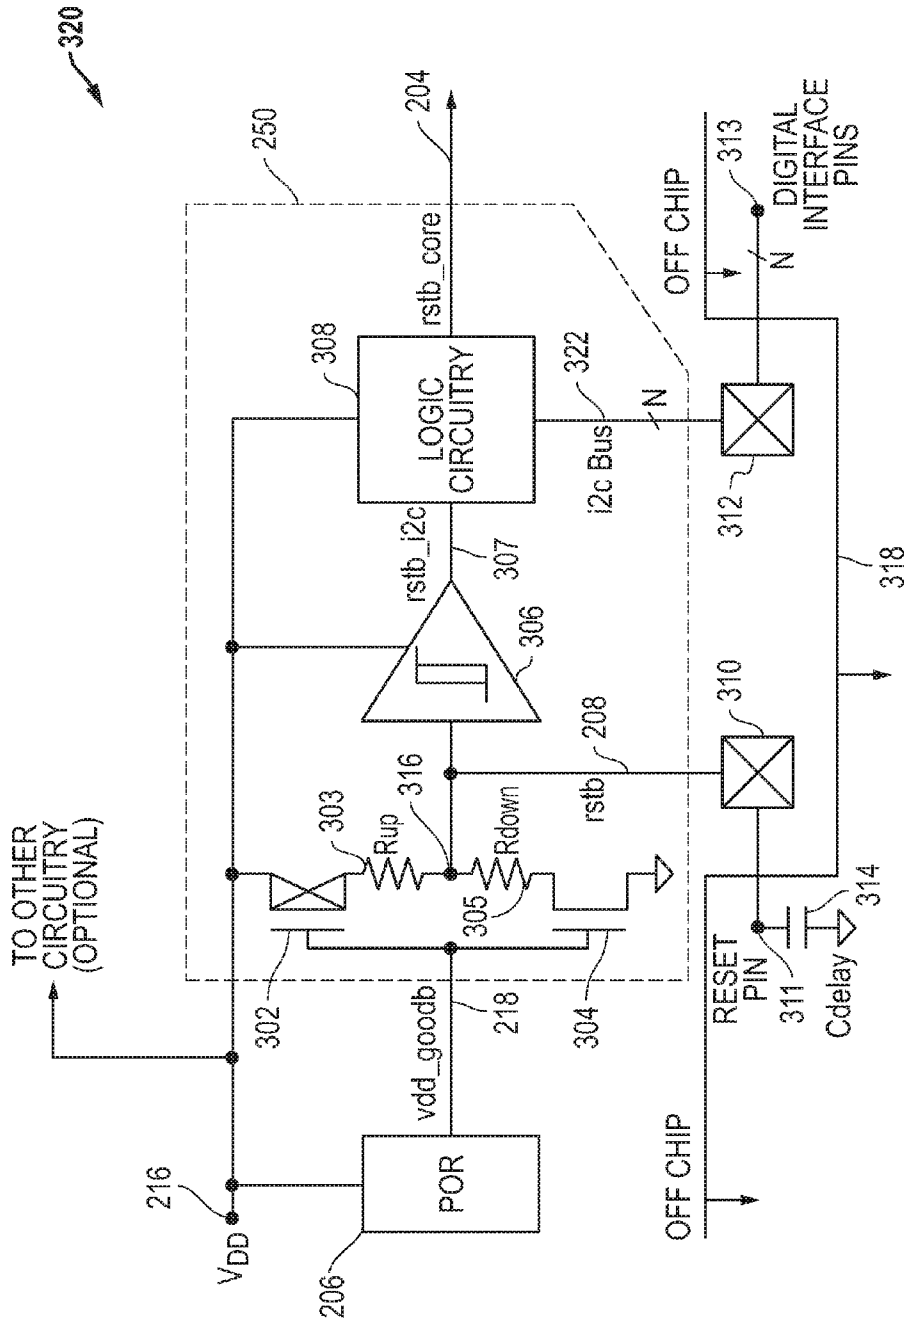 320
TO OTHER
CIRCUITRY
(OPTIONAL)
250
216
VDD
206
POR
vdd_goodb
218
302
303
Rup
316
Rdown
305
304
rstb
208
306
rstb_i2c
307
308
LOGIC
CIRCUITRY
rstb_core
204
i2c Bus
322
N
OFF CHIP
RESET
PIN
311
Cdelay
314
310
318
312
OFF CHIP
N
313
DIGITAL
INTERFACE
PINS